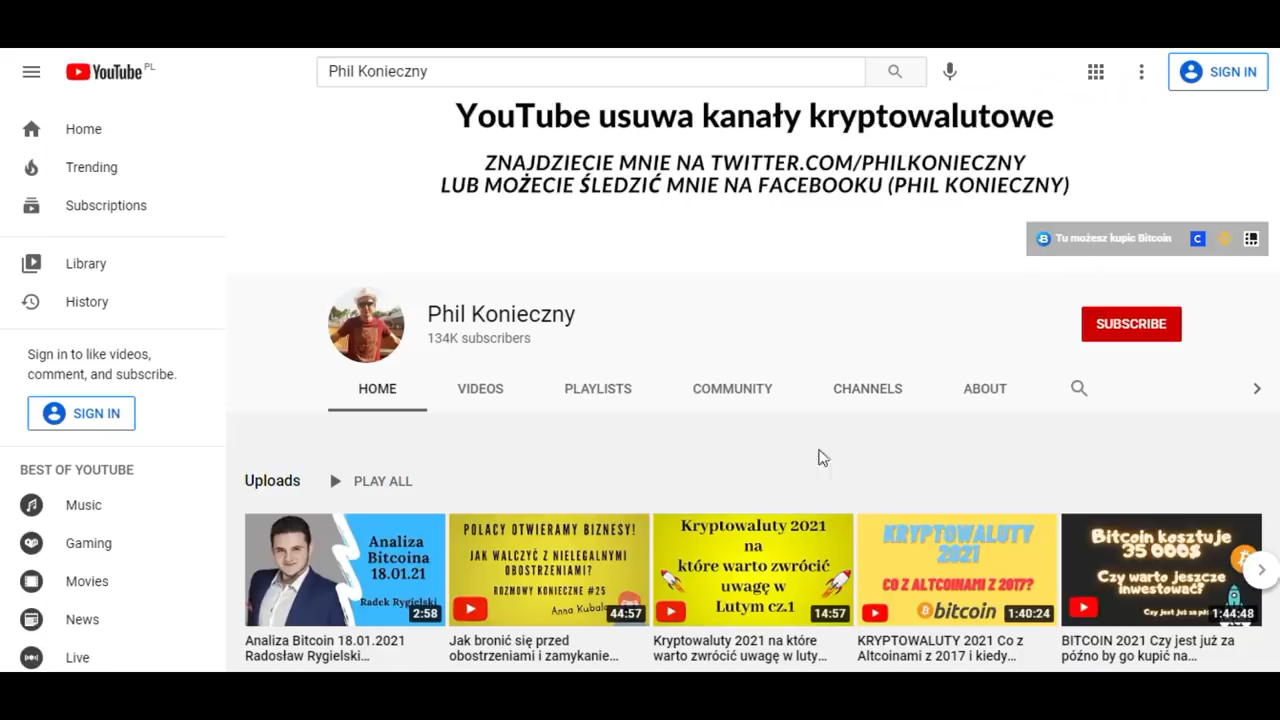 YouTube PL
Phil Konieczny
SIGN IN
Home
Trending
Subscriptions
Library
History
Sign in to like videos,
comment, and subscribe.
SIGN IN
BEST OF YOUTUBE
Music
Gaming
Movies
News
Live
YouTube usuwa kanały kryptowalutowe
ZNAJDZIECIE MNIE NA TWITTER.COM/PHILKONIECZNY
LUB MOŻECIE ŚLEDZIĆ MNIE NA FACEBOOKU (PHIL KONIECZNY)
Tu możesz kupic Bitcoin
Phil Konieczny
134K subscribers
SUBSCRIBE
HOME
VIDEOS
PLAYLISTS
COMMUNITY
CHANNELS
ABOUT
Uploads
PLAY ALL
Analiza
Bitcoina
18.01.21
Radek Rygielski
2:58
Analiza Bitcoin 18.01.2021
Radosław Rygielski...
POLACY OTWIERAMY BIZNESY!
JAK WALCZYĆ Z NIELEGALNYMI
OBOSTRZENIAMI?
ROZMOWY KONIECZNE #25
Anna Kubala
44:57
Jak bronić się przed
obostrzeniami i zamykanie...
Kryptowaluty 2021
na
które warto zwrócić
uwagę w
Lutym cz.1
14:57
Kryptowaluty 2021 na które
warto zwrócić uwagę w luty...
KRYPTOWALUTY
2021
CO Z ALTCOINAMI Z 2017?
bitcoin
1:40:24
KRYPTOWALUTY 2021 Co z
Altcoinami z 2017 i kiedy...
Bitcoin kosztuje
35 000$
Czy warto jeszcze
inwestować?
Czy jest już za
1:44:48
BITCOIN 2021 Czy jest już za
późno by go kupić na...